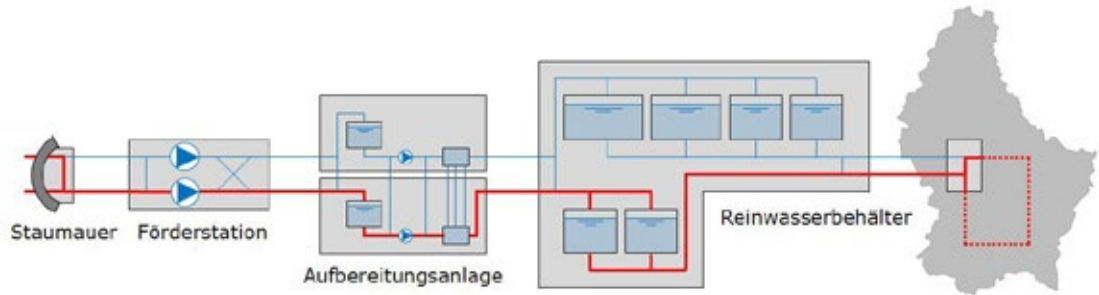 Staumauer
Förderstation
Aufbereitungsanlage
Reinwasserbehälter